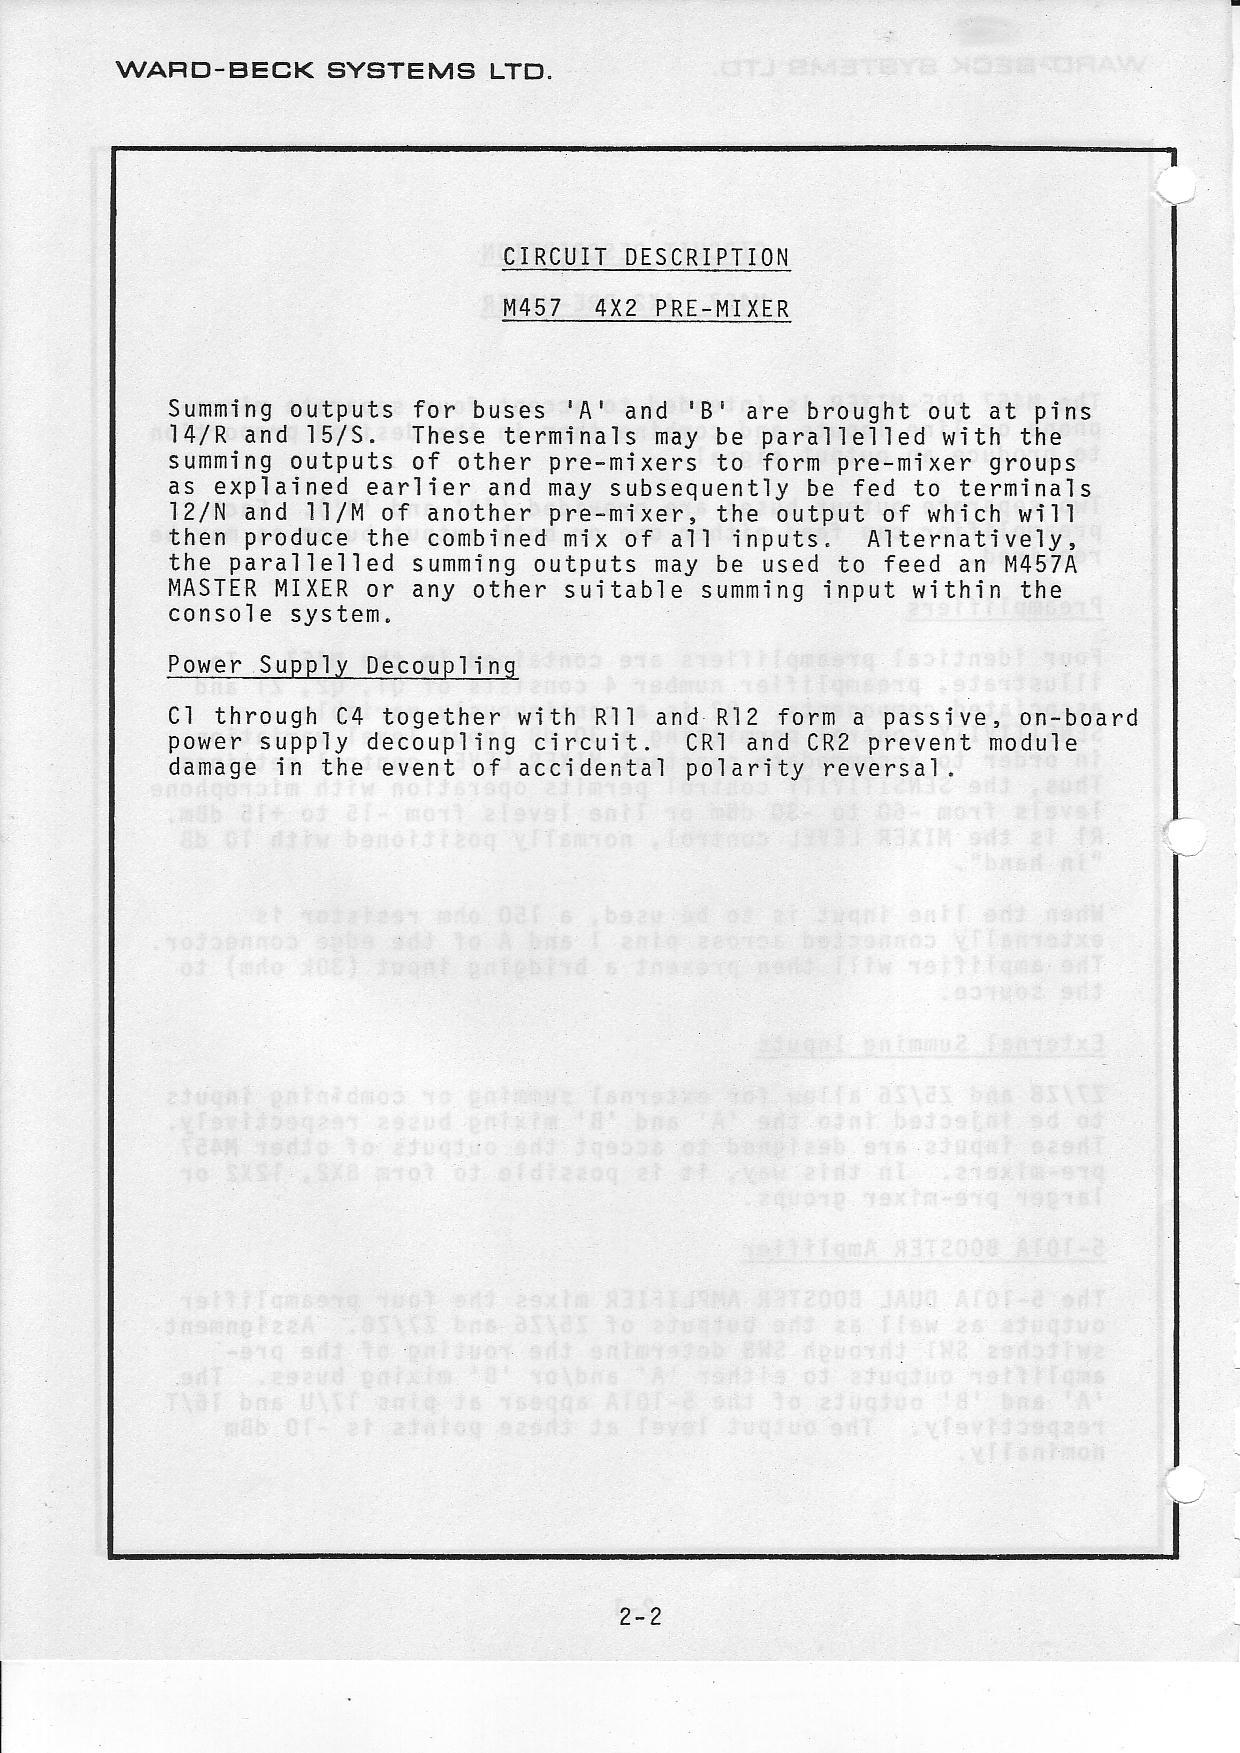 WARD-BECK SYSTEMS LTD.
CIRCUIT DESCRIPTION
M457 4X2 PRE-MIXER
Summing outputs for buses 'A' and 'B' are brought out at pins
14/R and 15/S. These terminals may be parallelled with the
summing outputs of other pre-mixers to form pre-mixer groups
as explained earlier and may subsequently be fed to terminals
12/N and 11/M of another pre-mixer, the output of which will
then produce the combined mix of all inputs. Alternatively,
the parallelled summing outputs may be used to feed an M457A
MASTER MIXER or any other suitable summing input within the
console system.
Power Supply Decoupling
C1 through C4 together with R11 and R12 form a passive, on-board
power supply decoupling circuit. CR1 and CR2 prevent module
damage in the event of accidental polarity reversal.
2-2